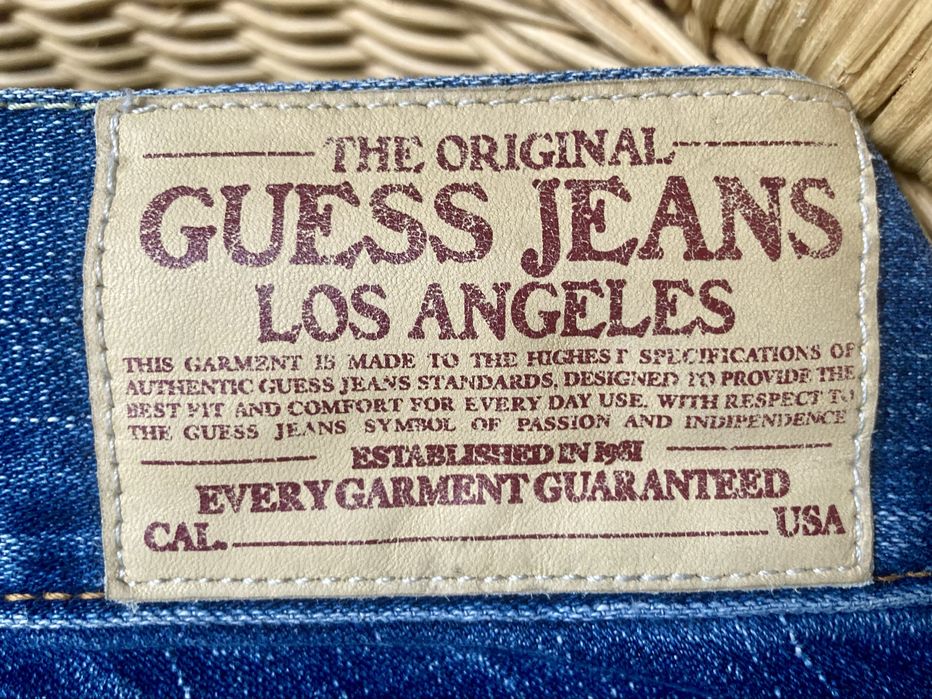 THE ORIGINAL
GUESS JEANS
LOS ANGELES
THIS GARMENT IS MADE TO THE HIGHEST SPECIFICATIONS OF
AUTHENTIC GUESS JEANS STANDARDS, DESIGNED TO PROVIDE THE
BEST FIT AND COMFORT FOR EVERY DAY USE. WITH RESPECT TO
THE GUESS JEANS SYMBOL OF PASSION AND INDIPENDENCE
ESTABLISHED IN 1981
EVERY GARMENT GUARANTEED
CAL. USA